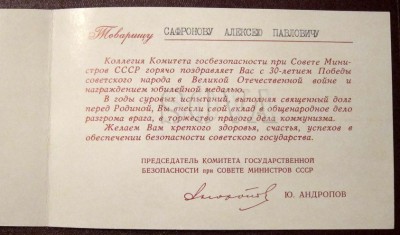 Товарищу САФРОНОВУ АЛЕКСЕЮ ПАВЛОВИЧУ
Коллегия Комитета госбезопасности при Совете Мини-
стров СССР горячо поздравляет Вас с 30-летием Победы
советского народа в Великой Отечественной войне и
награждением юбилейной медалью.
В годы суровых испытаний, выполняя священный долг
перед Родиной, Вы внесли свой вклад в общенародное дело
разгрома врага, в торжество правого дела коммунизма.
Желаем Вам крепкого здоровья, счастья, успехов в
обеспечении безопасности советского государства.
ПРЕДСЕДАТЕЛЬ КОМИТЕТА ГОСУДАРСТВЕННОЙ
БЕЗОПАСНОСТИ при СОВЕТЕ МИНИСТРОВ СССР
Ю. АНДРОПОВ